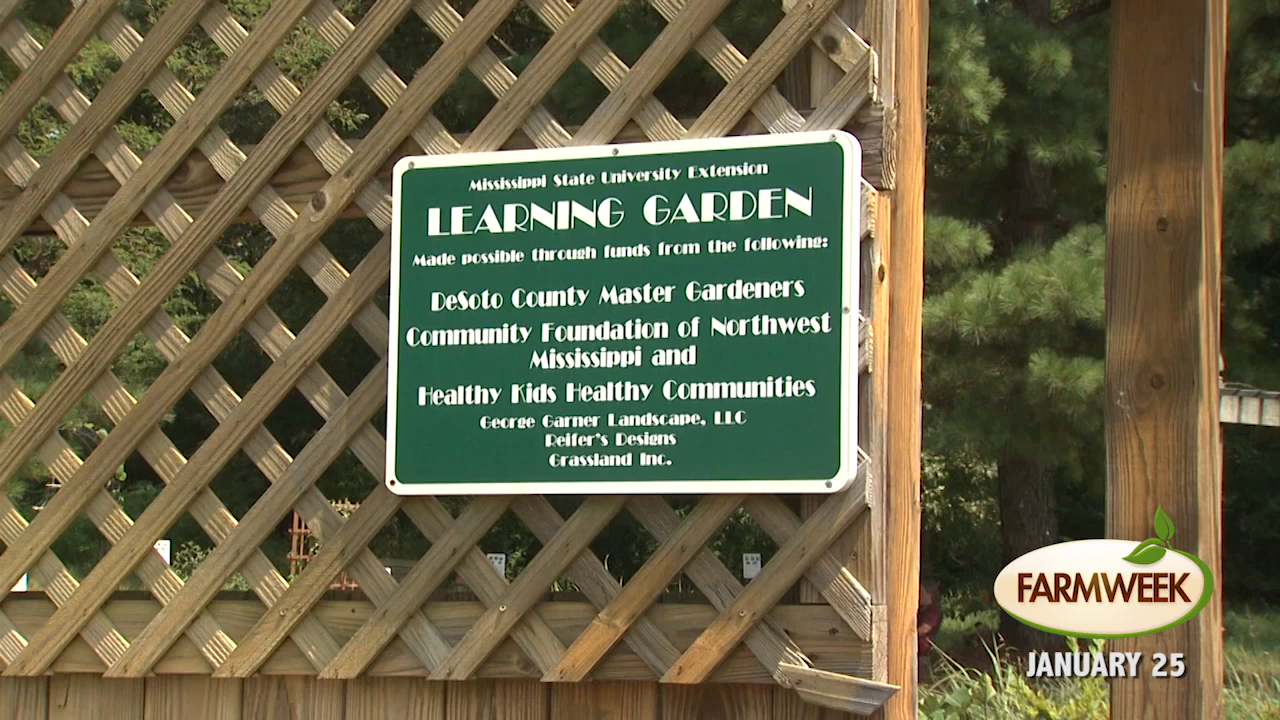 Mississippi State University Extension
LEARNING GARDEN
Made possible through funds from the following:
DeSoto County Master Gardeners
Community Foundation of Northwest
Mississippi and
Healthy Kids Healthy Communities
George Garner Landscape, LLC
Reifer's Designs
Grassland Inc.
FARMWEEK
JANUARY 25